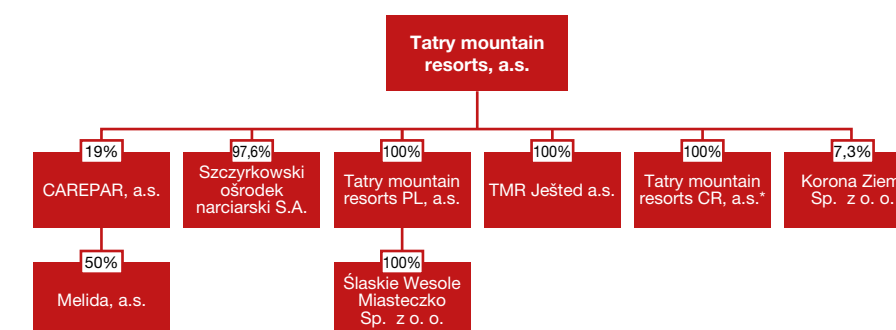 Tatry mountain
resorts, a.s.
19%
CAREPAR, a.s.
97,6%
Szczyrkowski
ośrodek
narciarski S.A.
100%
Tatry mountain
resorts PL, a.s.
100%
TMR Ješted a.s.
100%
Tatry mountain
resorts CR, a.s.*
7,3%
Korona
Sp. z o. o.
50%
Melida, a.s.
100%
Ślaskie Wesole
Miasteczko
Sp. z o. o.